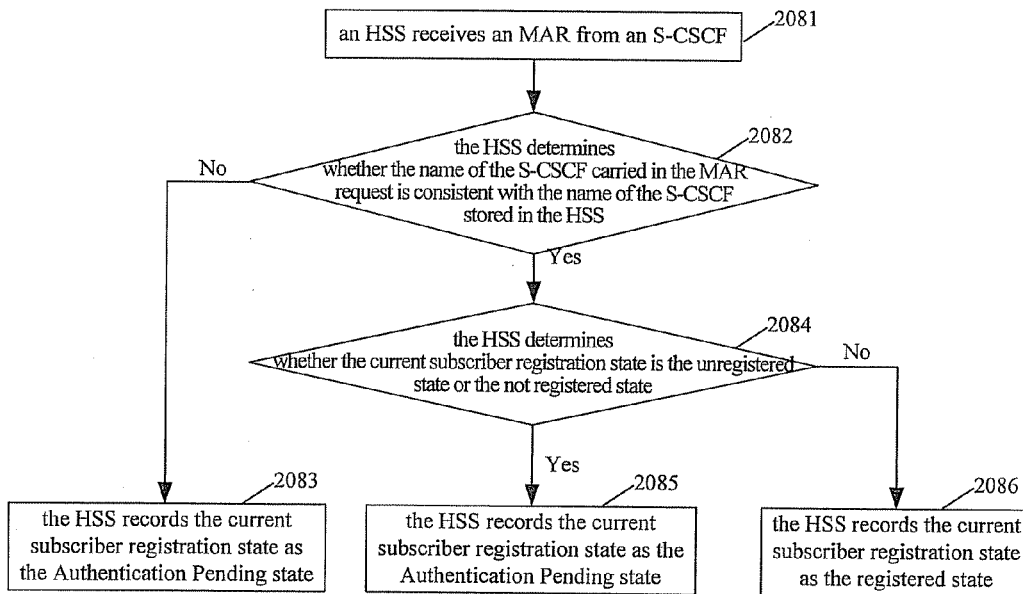 an HSS receives an MAR from an S-CSCF
2081
2082
the HSS determines
whether the name of the S-CSCF carried in the MAR
request is consistent with the name of the S-CSCF
stored in the HSS
No
Yes
2084
the HSS determines
whether the current subscriber registration state is the unregistered
state or the not registered state
No
Yes
2083
the HSS records the current
subscriber registration state as
the Authentication Pending state
2085
the HSS records the current
subscriber registration state as the
Authentication Pending state
2086
the HSS records the current
subscriber registration state
as the registered state